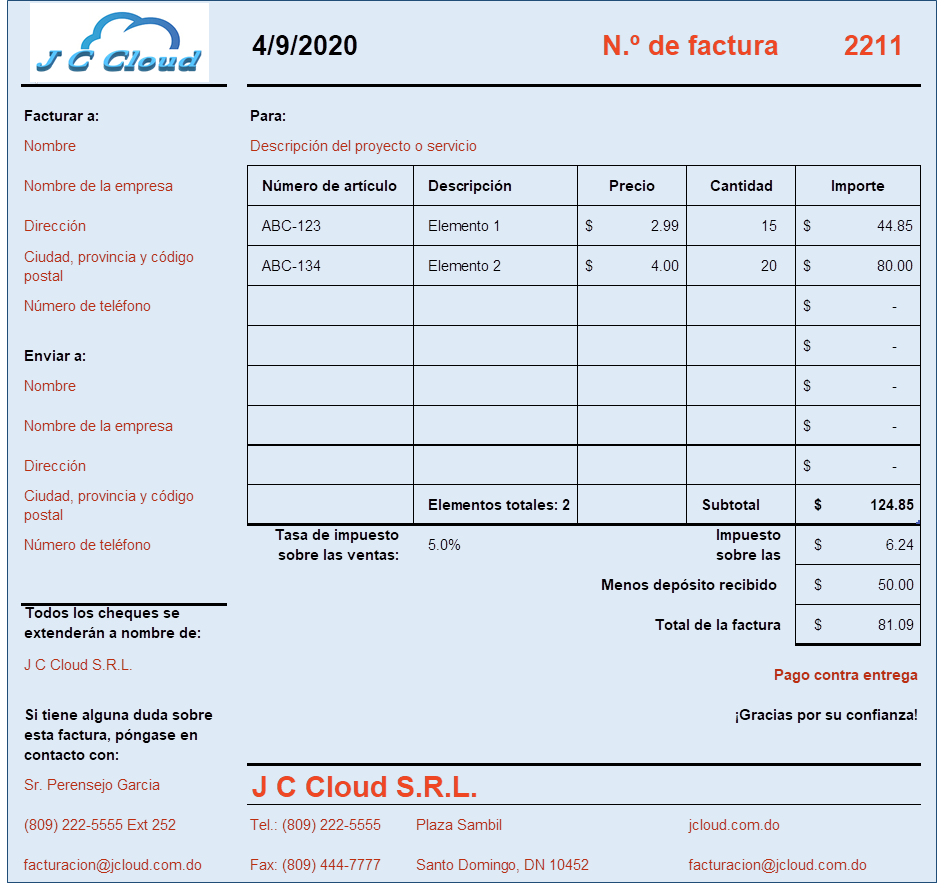 J C Cloud
4/9/2020 N.º de factura 2211
Facturar a:
Nombre
Nombre de la empresa
Dirección
Ciudad, provincia y código
postal
Número de teléfono
Enviar a:
Nombre
Nombre de la empresa
Dirección
Ciudad, provincia y código
postal
Número de teléfono
Todos los cheques se
extenderán a nombre de:
J C Cloud S.R.L.
Si tiene alguna duda sobre
esta factura, póngase en
contacto con:
Sr. Perensejo Garcia
(809) 222-5555 Ext 252
facturacion@jcloud.com.do
Para:
Descripción del proyecto o servicio
Número de artículo Descripción Precio Cantidad Importe
ABC-123 Elemento 1 $ 2.99 15 $ 44.85
ABC-134 Elemento 2 $ 4.00 20 $ 80.00
$ -
$ -
$ -
$ -
$ -
Elementos totales: 2 Subtotal $ 124.85
Tasa de impuesto
sobre las ventas: 5.0%
Impuesto
sobre las $ 6.24
Menos depósito recibido $ 50.00
Total de la factura $ 81.09
Pago contra entrega
¡Gracias por su confianza!
J C Cloud S.R.L.
Tel.: (809) 222-5555 Plaza Sambil jcloud.com.do
Fax: (809) 444-7777 Santo Domingo, DN 10452 facturacion@jcloud.com.do